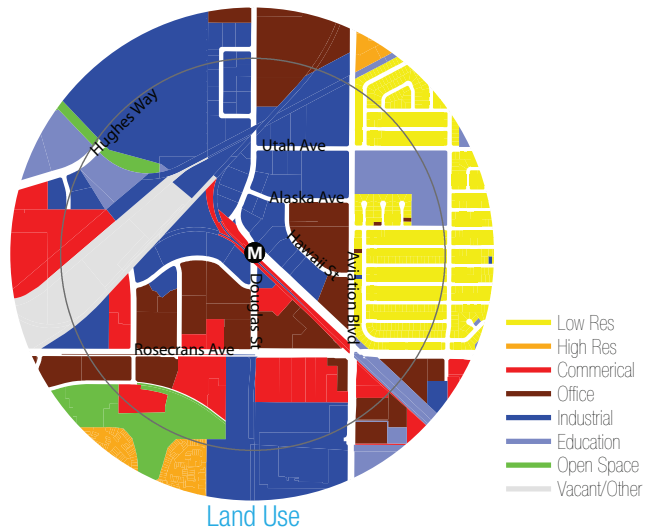 Hughes Way
Utah Ave
Alaska Ave
Hawaii St
M
Aviation Blvd
Douglas St
Rosecrans Ave
Low Res
High Res
Commerical
Office
Industrial
Education
Open Space
Vacant/Other
Land Use